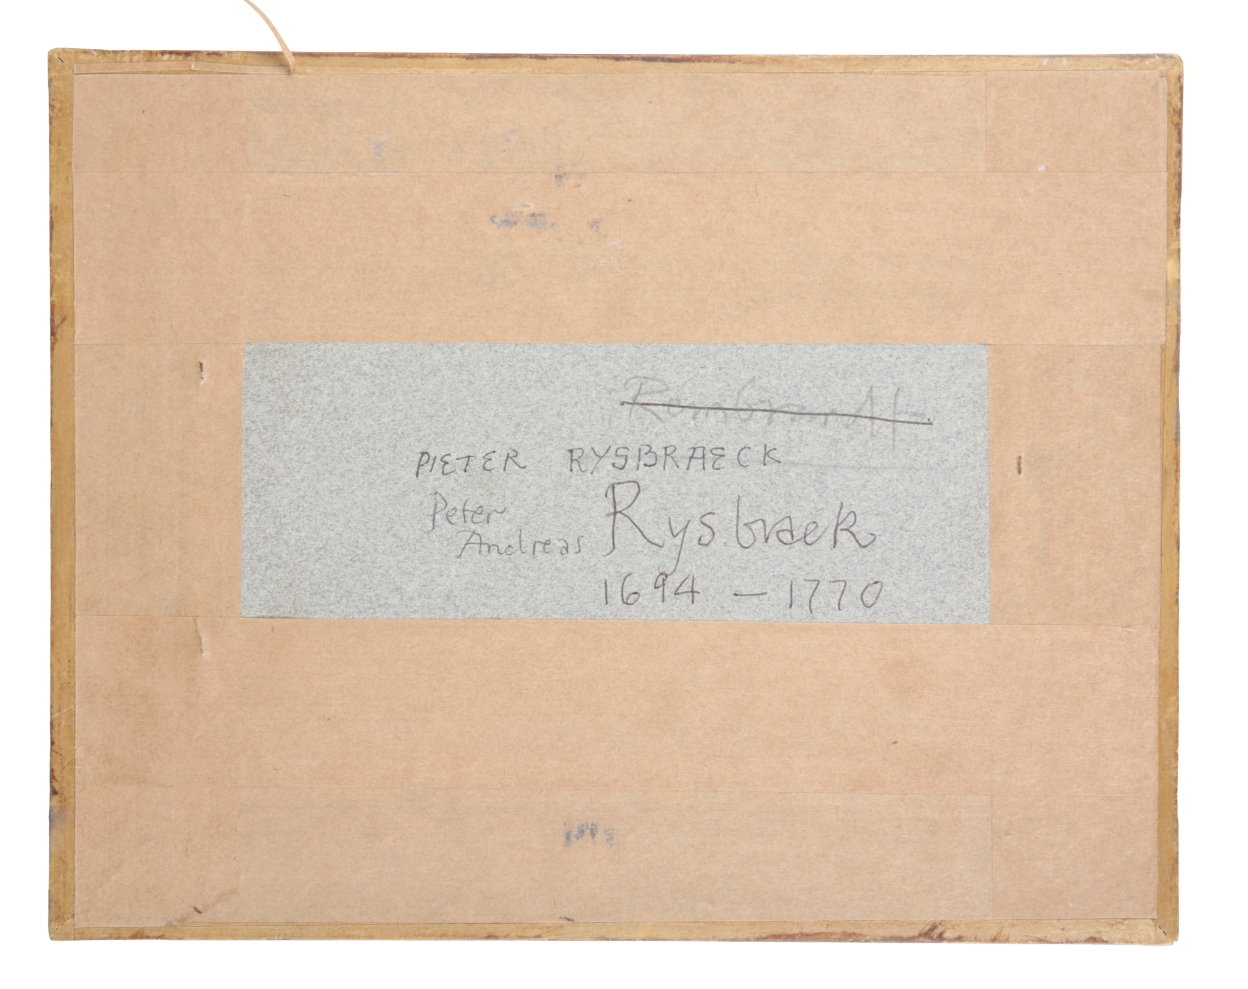 Rembrandt
PIETER RYSBRAECK
Peter
Andreas Rysbraek
1694 – 1770